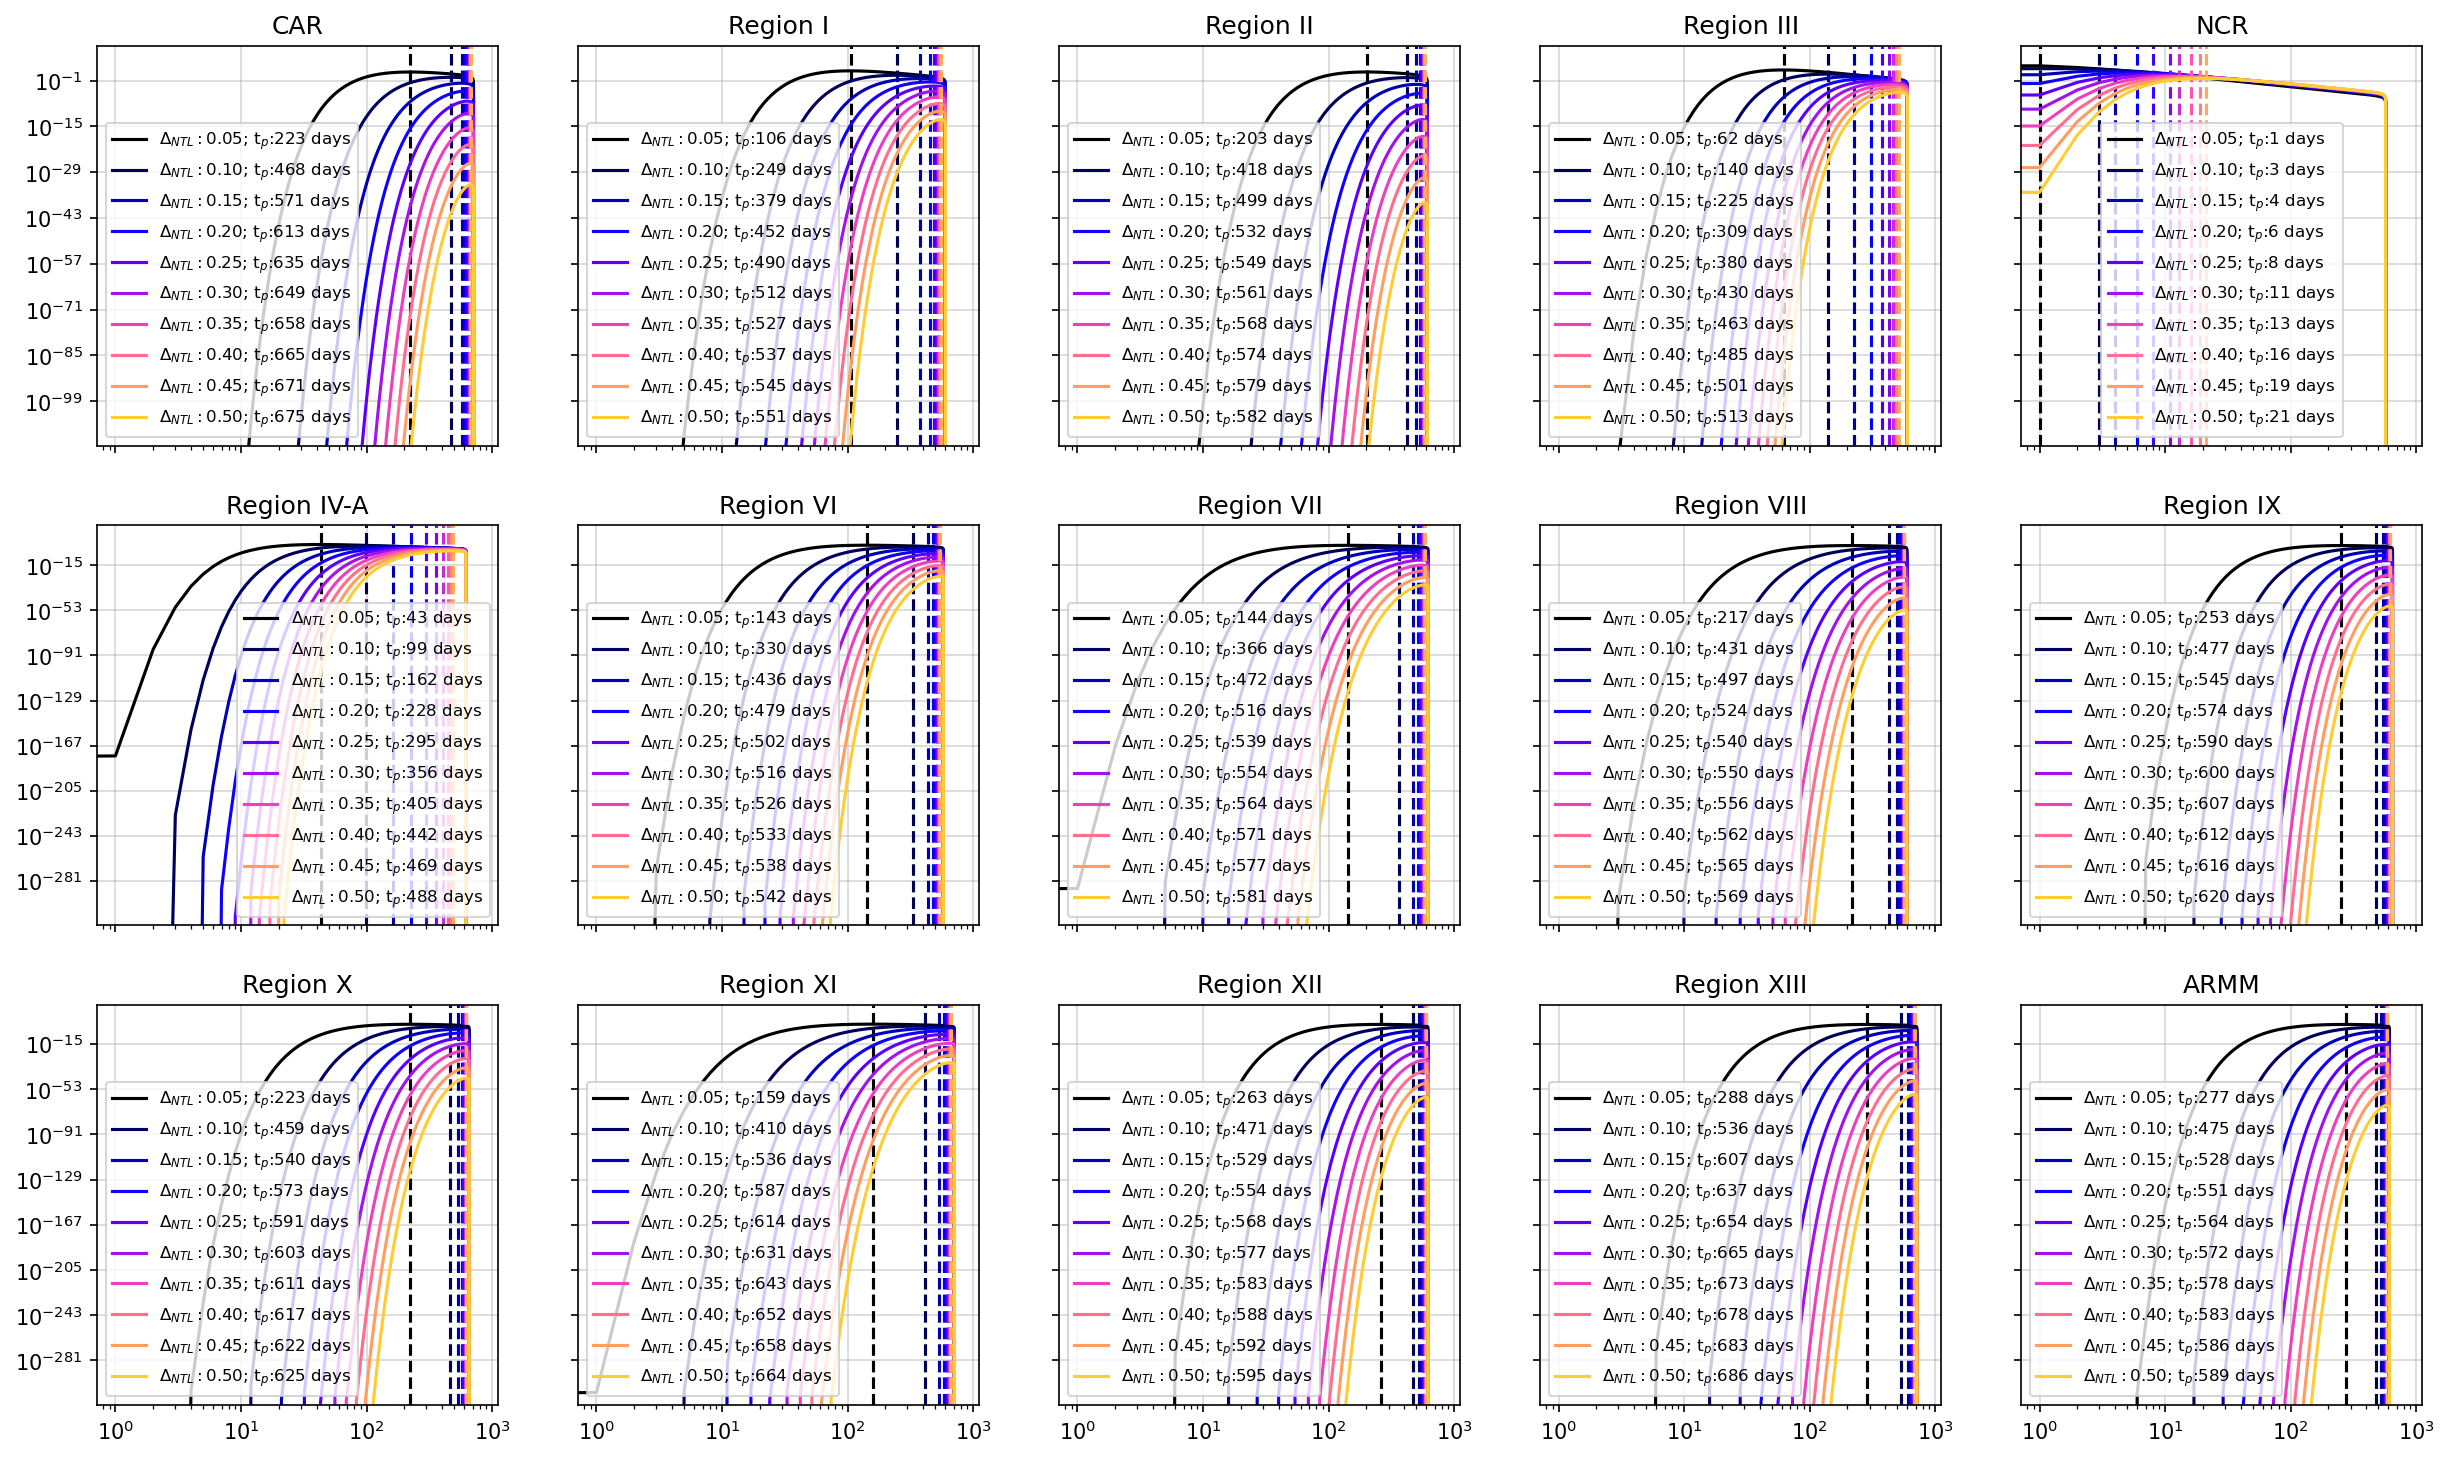 CAR
10⁻¹
10⁻¹⁵
10⁻²⁹
10⁻⁴³
10⁻⁵⁷
10⁻⁷¹
10⁻⁸⁵
10⁻⁹⁹
Δ_NTL:0.05; t_p:223 days
Δ_NTL:0.10; t_p:468 days
Δ_NTL:0.15; t_p:571 days
Δ_NTL:0.20; t_p:613 days
Δ_NTL:0.25; t_p:635 days
Δ_NTL:0.30; t_p:649 days
Δ_NTL:0.35; t_p:658 days
Δ_NTL:0.40; t_p:665 days
Δ_NTL:0.45; t_p:671 days
Δ_NTL:0.50; t_p:675 days
Region I
Δ_NTL:0.05; t_p:106 days
Δ_NTL:0.10; t_p:249 days
Δ_NTL:0.15; t_p:379 days
Δ_NTL:0.20; t_p:452 days
Δ_NTL:0.25; t_p:490 days
Δ_NTL:0.30; t_p:512 days
Δ_NTL:0.35; t_p:527 days
Δ_NTL:0.40; t_p:537 days
Δ_NTL:0.45; t_p:545 days
Δ_NTL:0.50; t_p:551 days
Region II
Δ_NTL:0.05; t_p:203 days
Δ_NTL:0.10; t_p:418 days
Δ_NTL:0.15; t_p:499 days
Δ_NTL:0.20; t_p:532 days
Δ_NTL:0.25; t_p:549 days
Δ_NTL:0.30; t_p:561 days
Δ_NTL:0.35; t_p:568 days
Δ_NTL:0.40; t_p:574 days
Δ_NTL:0.45; t_p:579 days
Δ_NTL:0.50; t_p:582 days
Region III
Δ_NTL:0.05; t_p:62 days
Δ_NTL:0.10; t_p:140 days
Δ_NTL:0.15; t_p:225 days
Δ_NTL:0.20; t_p:309 days
Δ_NTL:0.25; t_p:380 days
Δ_NTL:0.30; t_p:430 days
Δ_NTL:0.35; t_p:463 days
Δ_NTL:0.40; t_p:485 days
Δ_NTL:0.45; t_p:501 days
Δ_NTL:0.50; t_p:513 days
NCR
Δ_NTL:0.05; t_p:1 days
Δ_NTL:0.10; t_p:3 days
Δ_NTL:0.15; t_p:4 days
Δ_NTL:0.20; t_p:6 days
Δ_NTL:0.25; t_p:8 days
Δ_NTL:0.30; t_p:11 days
Δ_NTL:0.35; t_p:13 days
Δ_NTL:0.40; t_p:16 days
Δ_NTL:0.45; t_p:19 days
Δ_NTL:0.50; t_p:21 days
Region IV-A
10⁻¹⁵
10⁻⁵³
10⁻⁹¹
10⁻¹²⁹
10⁻¹⁶⁷
10⁻²⁰⁵
10⁻²⁴³
10⁻²⁸¹
Δ_NTL:0.05; t_p:43 days
Δ_NTL:0.10; t_p:99 days
Δ_NTL:0.15; t_p:162 days
Δ_NTL:0.20; t_p:228 days
Δ_NTL:0.25; t_p:295 days
Δ_NTL:0.30; t_p:356 days
Δ_NTL:0.35; t_p:405 days
Δ_NTL:0.40; t_p:442 days
Δ_NTL:0.45; t_p:469 days
Δ_NTL:0.50; t_p:488 days
Region VI
Δ_NTL:0.05; t_p:143 days
Δ_NTL:0.10; t_p:330 days
Δ_NTL:0.15; t_p:436 days
Δ_NTL:0.20; t_p:479 days
Δ_NTL:0.25; t_p:502 days
Δ_NTL:0.30; t_p:516 days
Δ_NTL:0.35; t_p:526 days
Δ_NTL:0.40; t_p:533 days
Δ_NTL:0.45; t_p:538 days
Δ_NTL:0.50; t_p:542 days
Region VII
Δ_NTL:0.05; t_p:144 days
Δ_NTL:0.10; t_p:366 days
Δ_NTL:0.15; t_p:472 days
Δ_NTL:0.20; t_p:516 days
Δ_NTL:0.25; t_p:539 days
Δ_NTL:0.30; t_p:554 days
Δ_NTL:0.35; t_p:564 days
Δ_NTL:0.40; t_p:571 days
Δ_NTL:0.45; t_p:577 days
Δ_NTL:0.50; t_p:581 days
Region VIII
Δ_NTL:0.05; t_p:217 days
Δ_NTL:0.10; t_p:431 days
Δ_NTL:0.15; t_p:497 days
Δ_NTL:0.20; t_p:524 days
Δ_NTL:0.25; t_p:540 days
Δ_NTL:0.30; t_p:550 days
Δ_NTL:0.35; t_p:556 days
Δ_NTL:0.40; t_p:562 days
Δ_NTL:0.45; t_p:565 days
Δ_NTL:0.50; t_p:569 days
Region IX
Δ_NTL:0.05; t_p:253 days
Δ_NTL:0.10; t_p:477 days
Δ_NTL:0.15; t_p:545 days
Δ_NTL:0.20; t_p:574 days
Δ_NTL:0.25; t_p:590 days
Δ_NTL:0.30; t_p:600 days
Δ_NTL:0.35; t_p:607 days
Δ_NTL:0.40; t_p:612 days
Δ_NTL:0.45; t_p:616 days
Δ_NTL:0.50; t_p:620 days
Region X
10⁻¹⁵
10⁻⁵³
10⁻⁹¹
10⁻¹²⁹
10⁻¹⁶⁷
10⁻²⁰⁵
10⁻²⁴³
10⁻²⁸¹
Δ_NTL:0.05; t_p:223 days
Δ_NTL:0.10; t_p:459 days
Δ_NTL:0.15; t_p:540 days
Δ_NTL:0.20; t_p:573 days
Δ_NTL:0.25; t_p:591 days
Δ_NTL:0.30; t_p:603 days
Δ_NTL:0.35; t_p:611 days
Δ_NTL:0.40; t_p:617 days
Δ_NTL:0.45; t_p:622 days
Δ_NTL:0.50; t_p:625 days
10⁰ 10¹ 10² 10³
Region XI
Δ_NTL:0.05; t_p:159 days
Δ_NTL:0.10; t_p:410 days
Δ_NTL:0.15; t_p:536 days
Δ_NTL:0.20; t_p:587 days
Δ_NTL:0.25; t_p:614 days
Δ_NTL:0.30; t_p:631 days
Δ_NTL:0.35; t_p:643 days
Δ_NTL:0.40; t_p:652 days
Δ_NTL:0.45; t_p:658 days
Δ_NTL:0.50; t_p:664 days
10⁰ 10¹ 10² 10³
Region XII
Δ_NTL:0.05; t_p:263 days
Δ_NTL:0.10; t_p:471 days
Δ_NTL:0.15; t_p:529 days
Δ_NTL:0.20; t_p:554 days
Δ_NTL:0.25; t_p:568 days
Δ_NTL:0.30; t_p:577 days
Δ_NTL:0.35; t_p:583 days
Δ_NTL:0.40; t_p:588 days
Δ_NTL:0.45; t_p:592 days
Δ_NTL:0.50; t_p:595 days
10⁰ 10¹ 10² 10³
Region XIII
Δ_NTL:0.05; t_p:288 days
Δ_NTL:0.10; t_p:536 days
Δ_NTL:0.15; t_p:607 days
Δ_NTL:0.20; t_p:637 days
Δ_NTL:0.25; t_p:654 days
Δ_NTL:0.30; t_p:665 days
Δ_NTL:0.35; t_p:673 days
Δ_NTL:0.40; t_p:678 days
Δ_NTL:0.45; t_p:683 days
Δ_NTL:0.50; t_p:686 days
10⁰ 10¹ 10² 10³
ARMM
Δ_NTL:0.05; t_p:277 days
Δ_NTL:0.10; t_p:475 days
Δ_NTL:0.15; t_p:528 days
Δ_NTL:0.20; t_p:551 days
Δ_NTL:0.25; t_p:564 days
Δ_NTL:0.30; t_p:572 days
Δ_NTL:0.35; t_p:578 days
Δ_NTL:0.40; t_p:583 days
Δ_NTL:0.45; t_p:586 days
Δ_NTL:0.50; t_p:589 days
10⁰ 10¹ 10² 10³